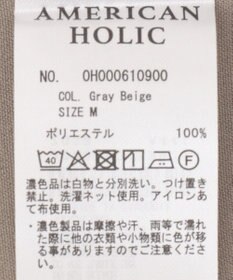 AMERICAN
HOLIC
NO. 0H000610900
COL. Gray Beige
SIZE M
ポリエステル 100%
40
濃色品は白物と分別洗い。つけ置き
禁止。洗濯ネット使用。アイロンあ
て布使用。
●濃色製品は摩擦や汗、雨等で濡れ
た際に他の衣類や小物類に色が移
る事がありますのでご注意くださ
い。